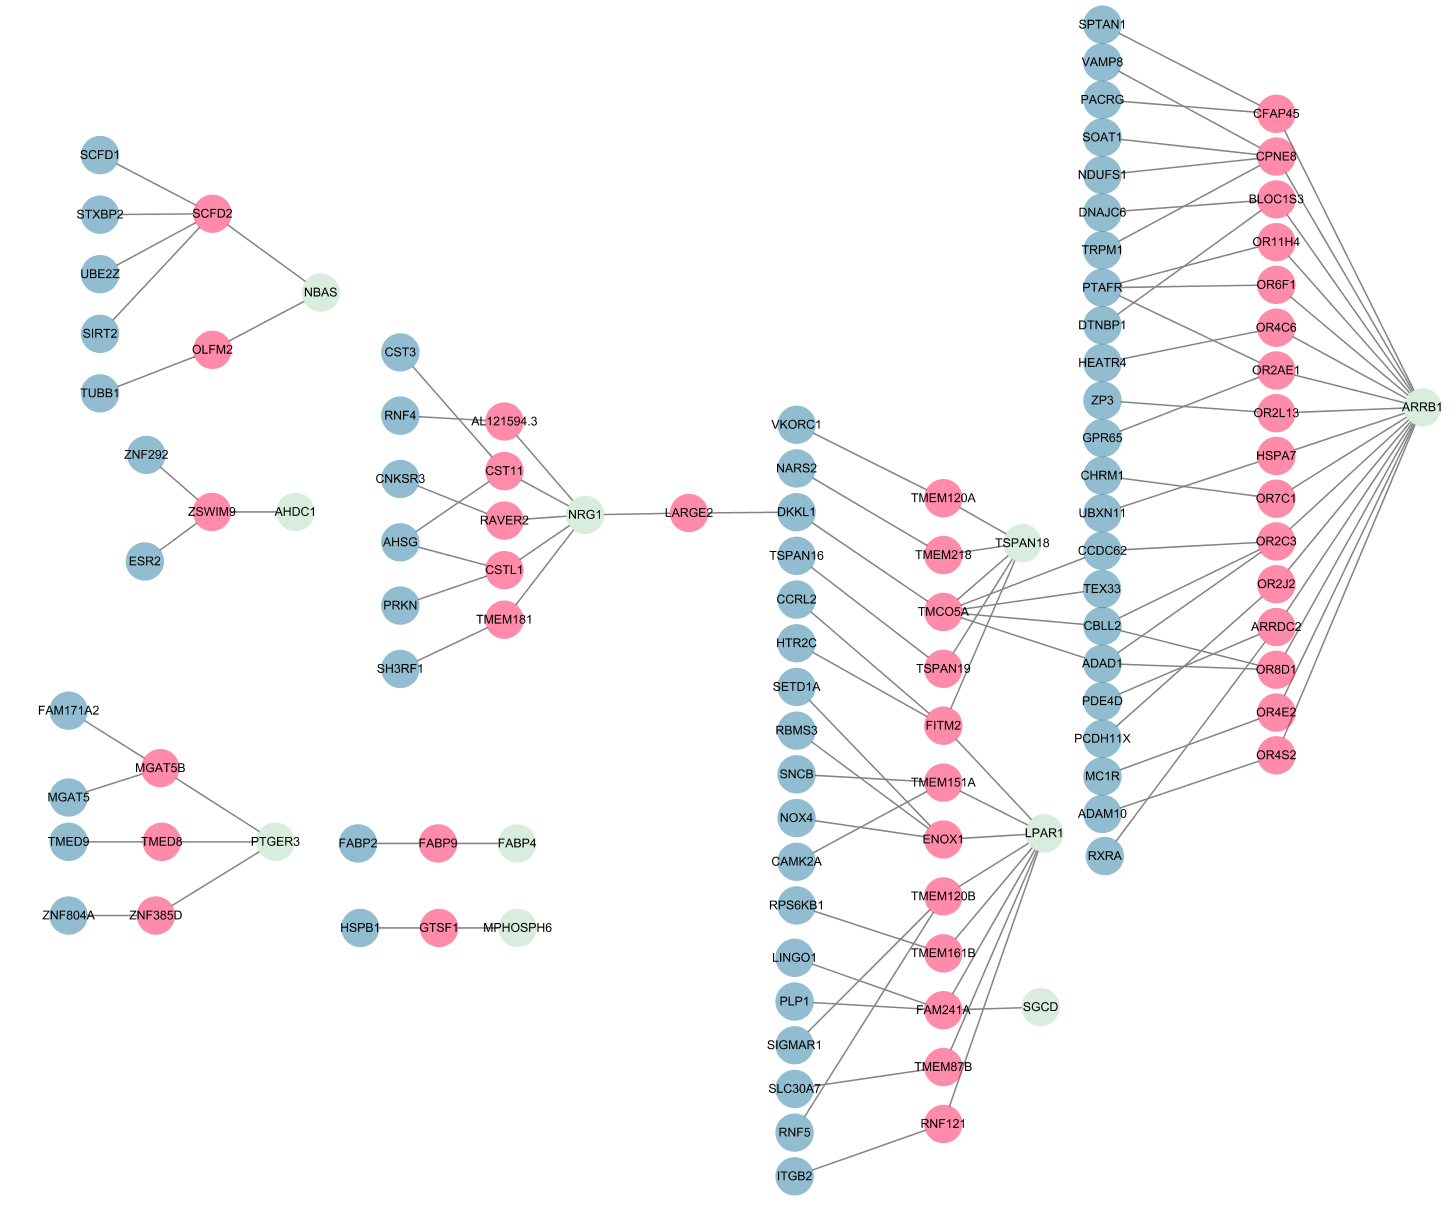 SCFD1
STXBP2
UBE2Z
SIRT2
TUBB1
SCFD2
OLFM2
NBAS
ZNF292
ESR2
ZSWIM9
AHDC1
FAM171A2
MGAT5
TMED9
ZNF804A
MGAT5B
TMED8
ZNF385D
PTGER3
FABP2
FABP9
FABP4
HSPB1
GTSF1
MPHOSPH6
CST3
RNF4
CNKSR3
AHSG
PRKN
SH3RF1
AL121594.3
CST11
RAVER2
CSTL1
TMEM181
NRG1
LARGE2
VKORC1
NARS2
DKKL1
TSPAN16
CCRL2
HTR2C
SETD1A
RBMS3
SNCB
NOX4
CAMK2A
RPS6KB1
LINGO1
PLP1
SIGMAR1
SLC30A7
RNF5
ITGB2
TMEM120A
TMEM218
TMCO5A
TSPAN19
FITM2
TMEM151A
ENOX1
TMEM120B
TMEM161B
FAM241A
TMEM87B
RNF121
TSPAN18
LPAR1
SGCD
SPTAN1
VAMP8
PACRG
SOAT1
NDUFS1
DNAJC6
TRPM1
PTAFR
DTNBP1
HEATR4
ZP3
GPR65
CHRM1
UBXN11
CCDC62
TEX33
CBLL2
ADAD1
PDE4D
PCDH11X
MC1R
ADAM10
RXRA
CFAP45
CPNE8
BLOC1S3
OR11H4
OR6F1
OR4C6
OR2AE1
OR2L13
HSPA7
OR7C1
OR2C3
OR2J2
ARRDC2
OR8D1
OR4E2
OR4S2
ARRB1